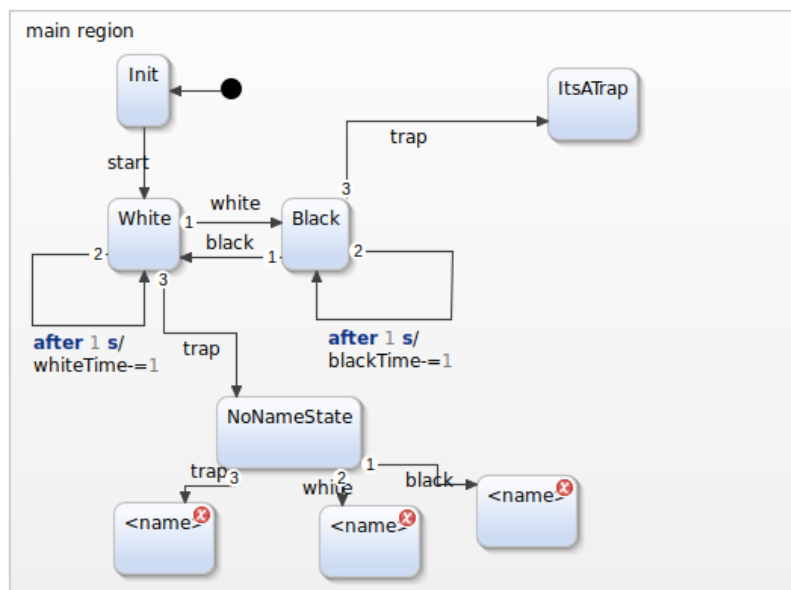 main region
Init
ItsATrap
trap
start
3
White
1
white
Black
black
1
2
2
3
after 1 s/
whiteTime-=1
after 1 s/
blackTime-=1
trap
NoNameState
trap
3
2
white
1
black
<name>
<name>
<name>